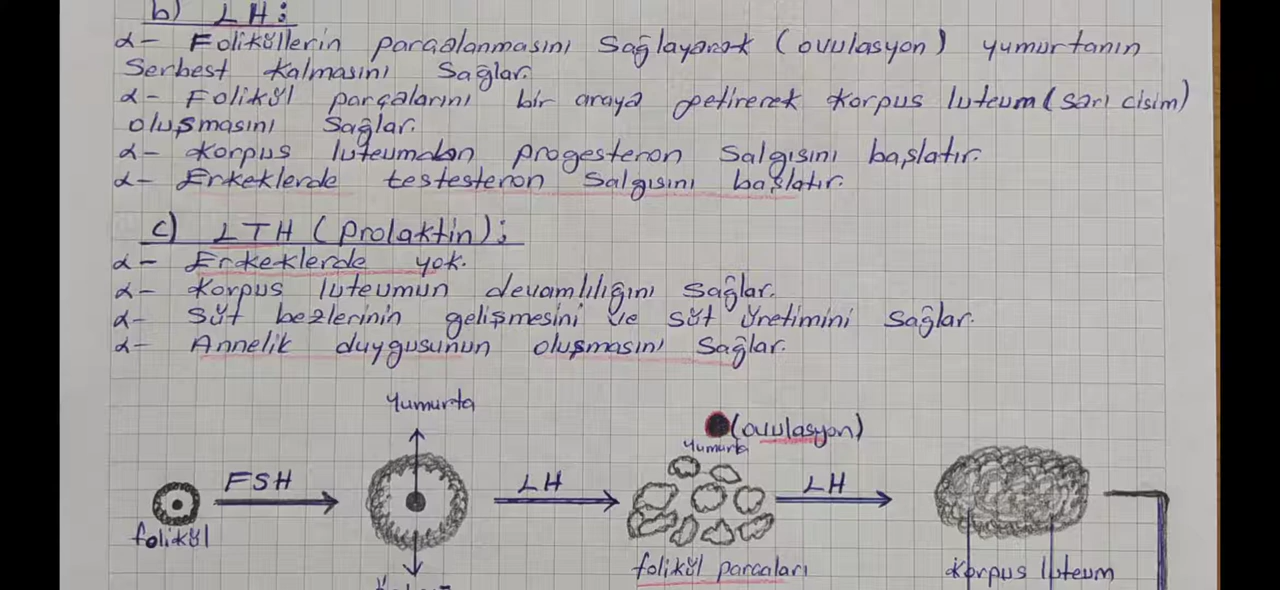 b) LH:
α- Foliküllerin parçalanmasını sağlayarak (ovulasyon) yumurtanın
serbest kalmasını sağlar.
α- Folikül parçalarını bir araya getirerek korpus luteum (sarı cisim)
oluşmasını sağlar.
α- Korpus luteumdan progesteron salgısını başlatır.
α- Erkeklerde testesteron salgısını başlatır.
c) LTH (Prolaktin):
α- Erkeklerde yok.
α- Korpus luteumun devamlılığını sağlar.
α- Süt bezlerinin gelişmesini ve süt üretimini sağlar.
α- Annelik duygusunun oluşmasını sağlar.
Yumurta
(ovulasyon)
yumurta
FSH
LH
LH
folikül
folikül parçaları
Korpus luteum